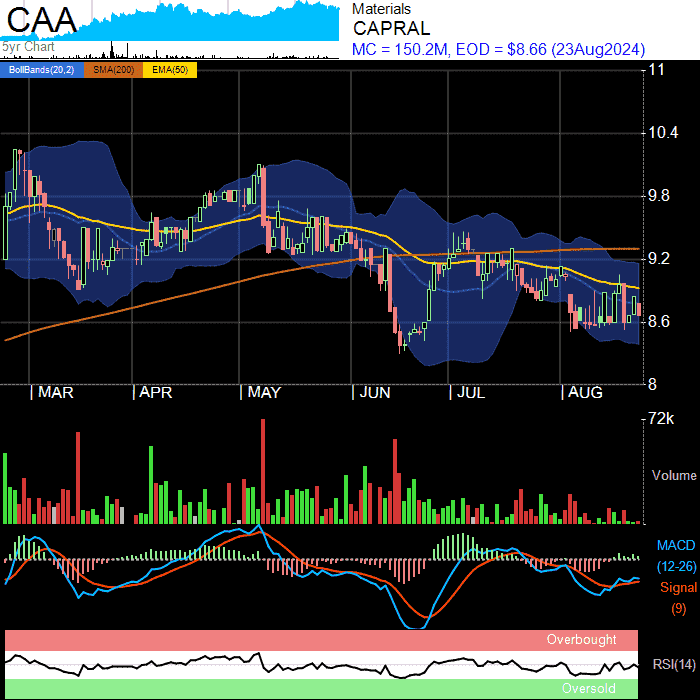 CAA
5yr Chart
Materials
CAPRAL
MC = 150.2M, EOD = $8.66 (23Aug2024)
BollBands(20,2) SMA(200) EMA(50)
11
10.4
9.8
9.2
8.6
8
MAR APR MAY JUN JUL AUG
72k
Volume
MACD
(12-26)
Signal
(9)
Overbought
RSI(14)
Oversold